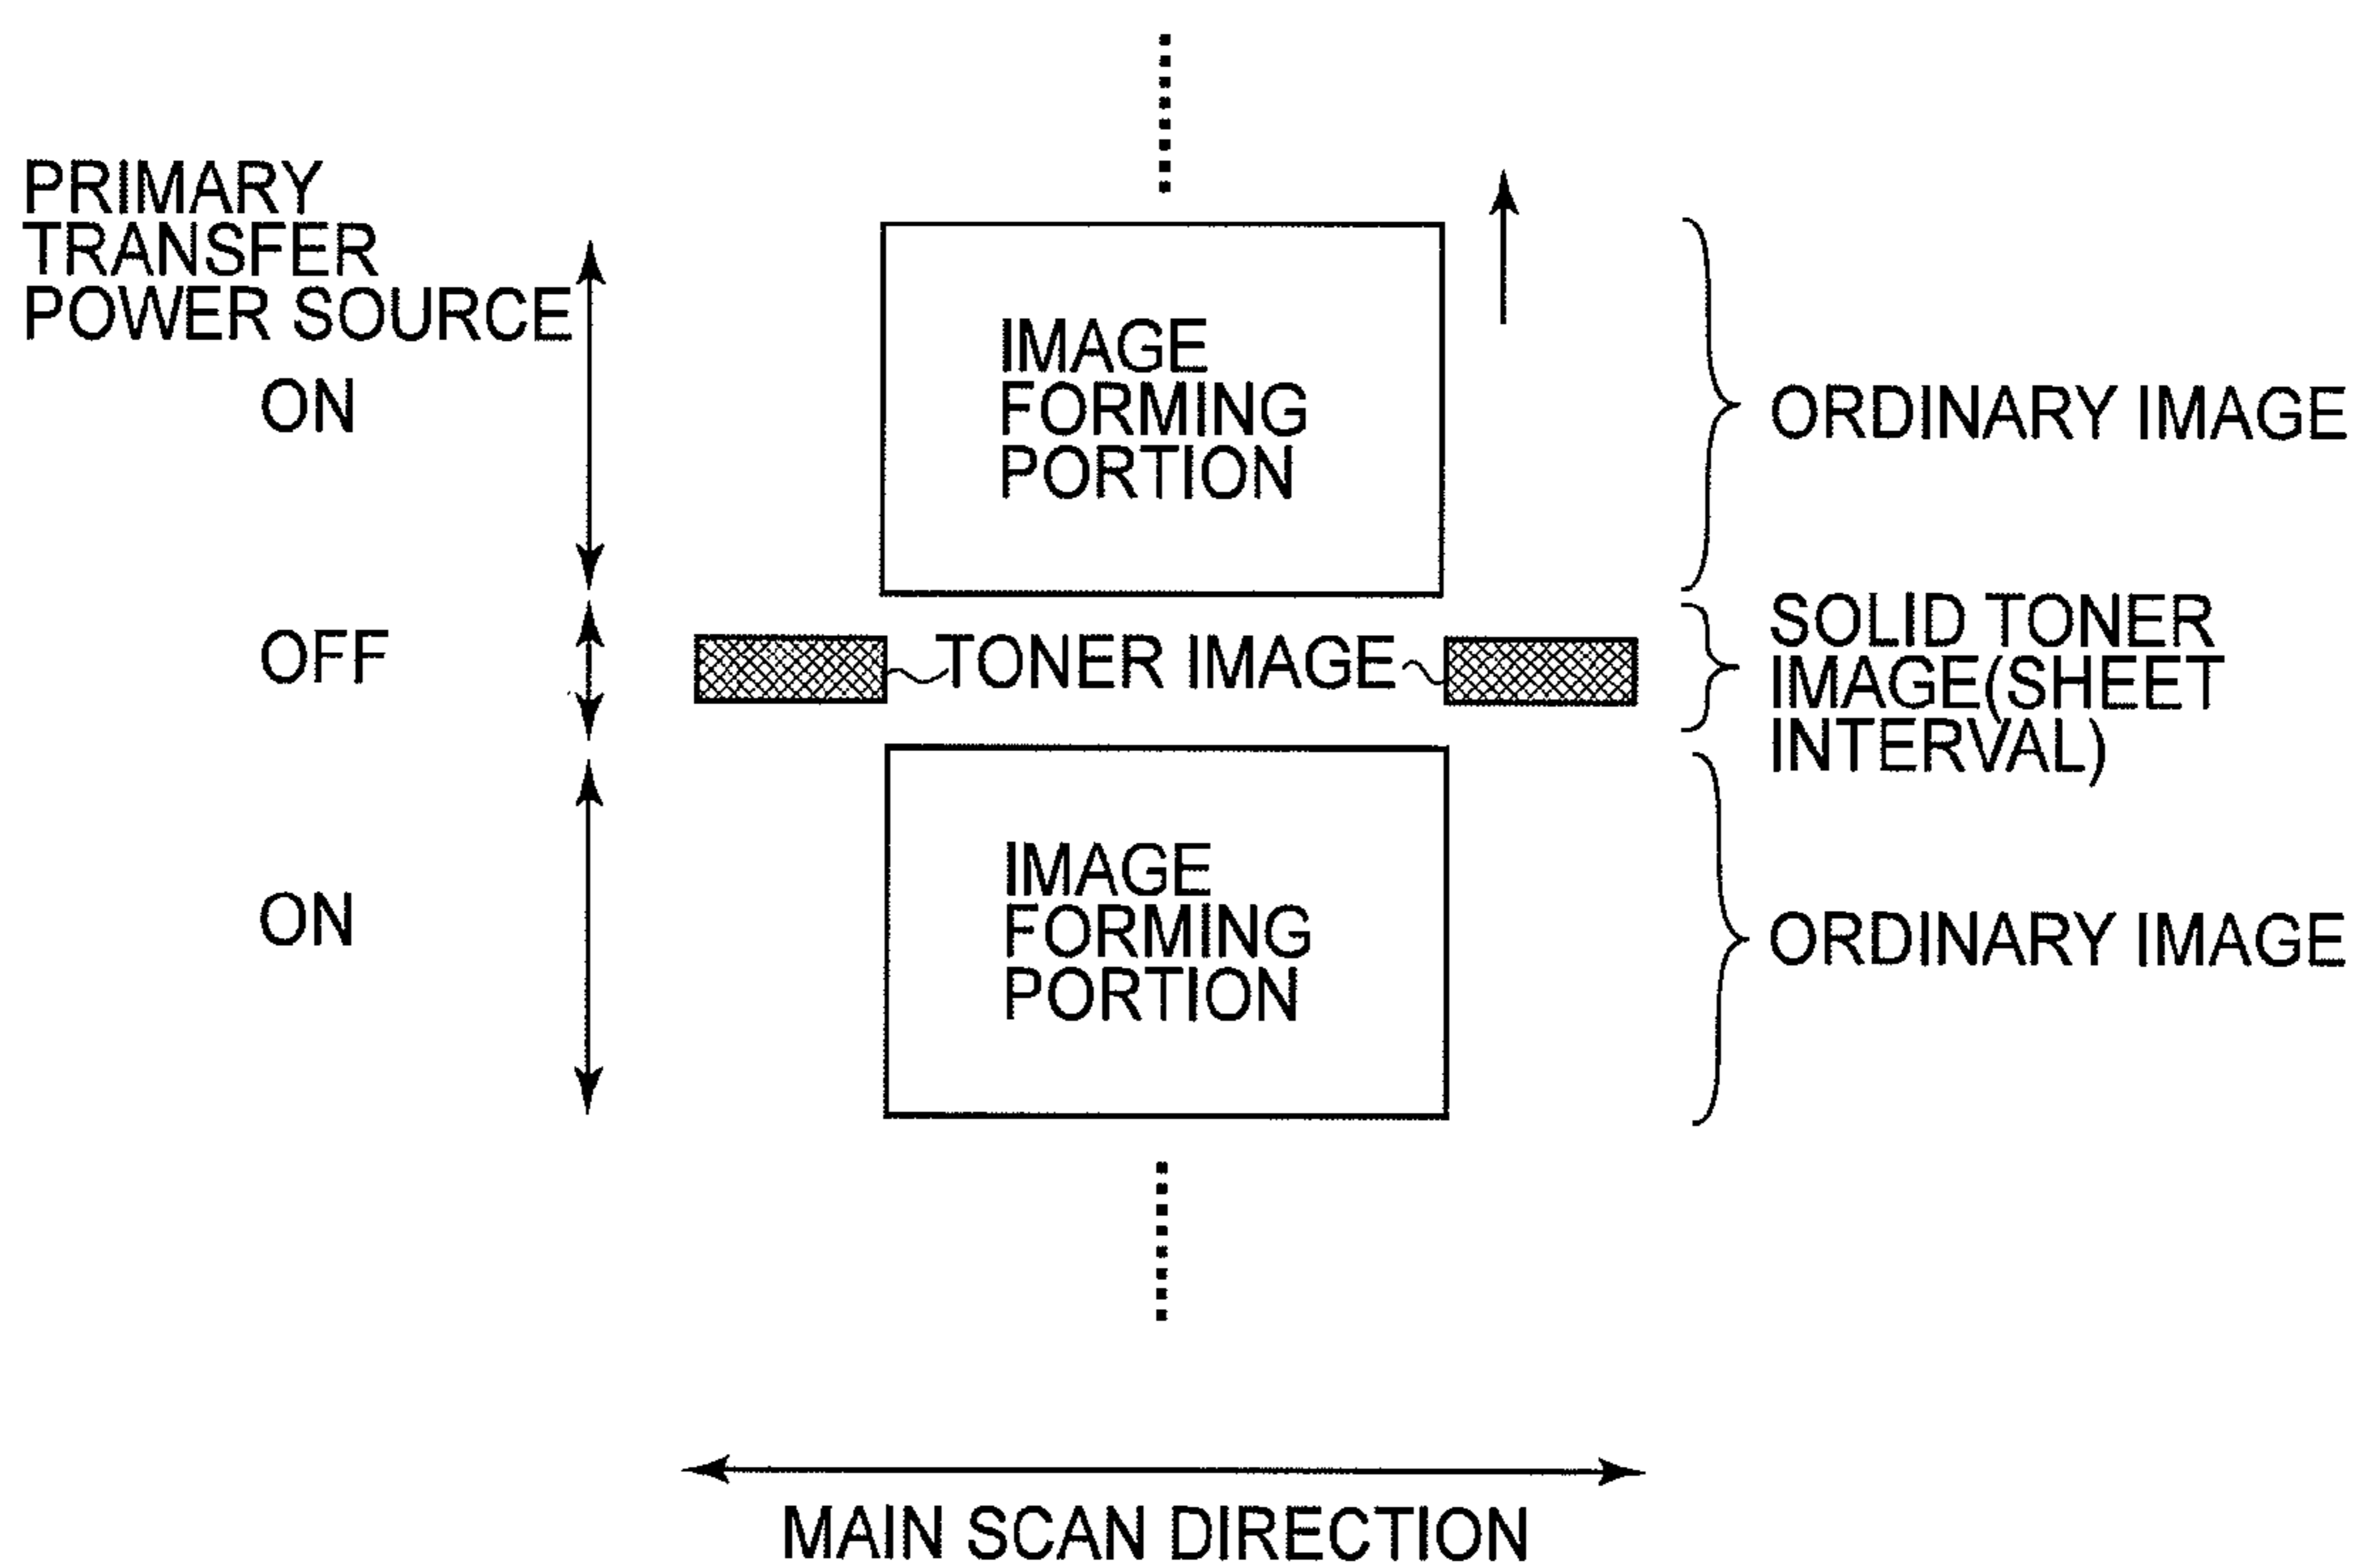 PRIMARY
TRANSFER
POWER SOURCE
ON
IMAGE
FORMING
PORTION
ORDINARY IMAGE
OFF
TONER IMAGE
SOLID TONER
IMAGE(SHEET
INTERVAL)
ON
IMAGE
FORMING
PORTION
ORDINARY IMAGE
MAIN SCAN DIRECTION